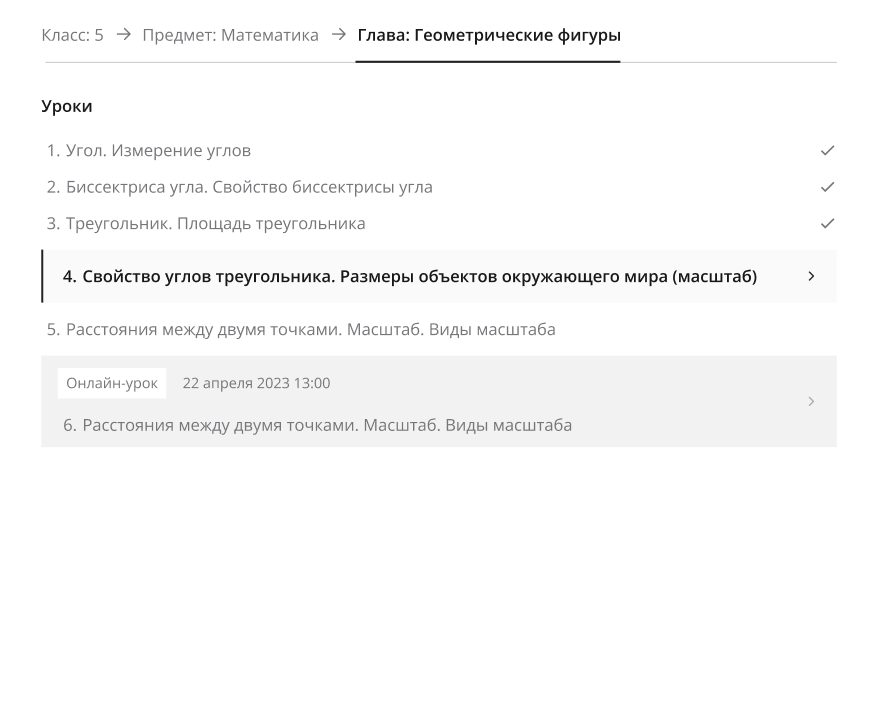 Класс: 5 → Предмет: Математика → Глава: Геометрические фигуры
Уроки
1. Угол. Измерение углов
2. Биссектриса угла. Свойство биссектрисы угла
3. Треугольник. Площадь треугольника
4. Свойство углов треугольника. Размеры объектов окружающего мира (масштаб)
5. Расстояния между двумя точками. Масштаб. Виды масштаба
Онлайн-урок 22 апреля 2023 13:00
6. Расстояния между двумя точками. Масштаб. Виды масштаба